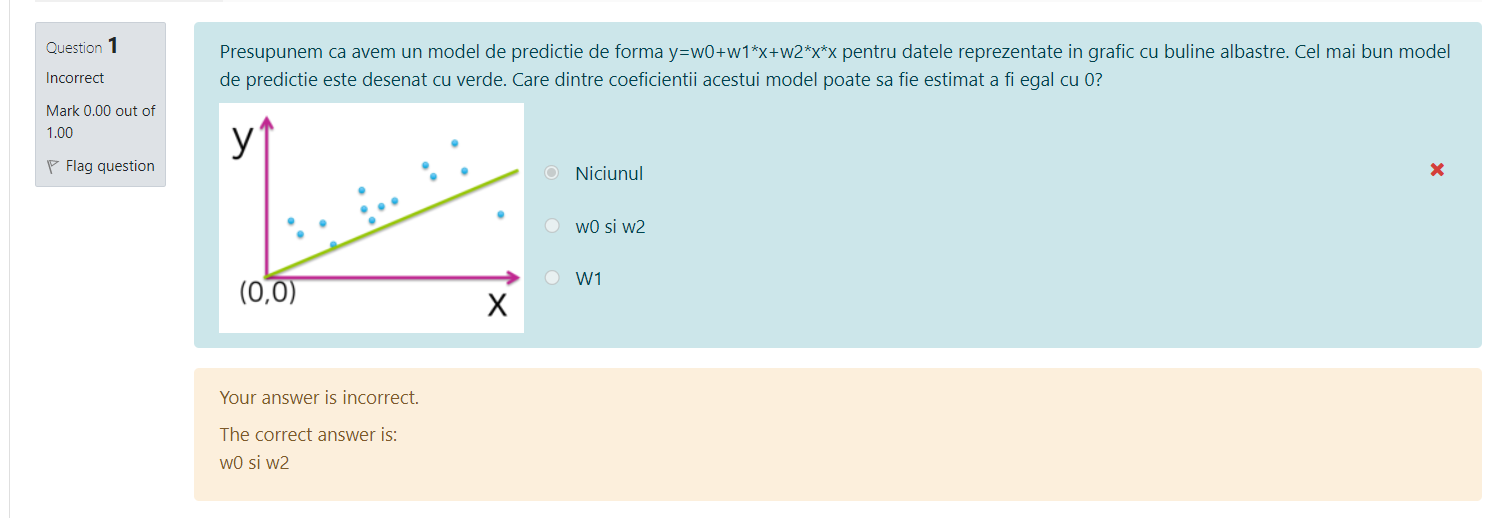 Question 1
Incorrect
Mark 0.00 out of
1.00
Flag question
Presupunem ca avem un model de predictie de forma y=w0+w1*x+w2*x*x pentru datele reprezentate in grafic cu buline albastre. Cel mai bun model
de predictie este desenat cu verde. Care dintre coeficientii acestui model poate sa fie estimat a fi egal cu 0?
y
(0,0)
x
Niciunul
w0 si w2
W1
Your answer is incorrect.
The correct answer is:
w0 si w2